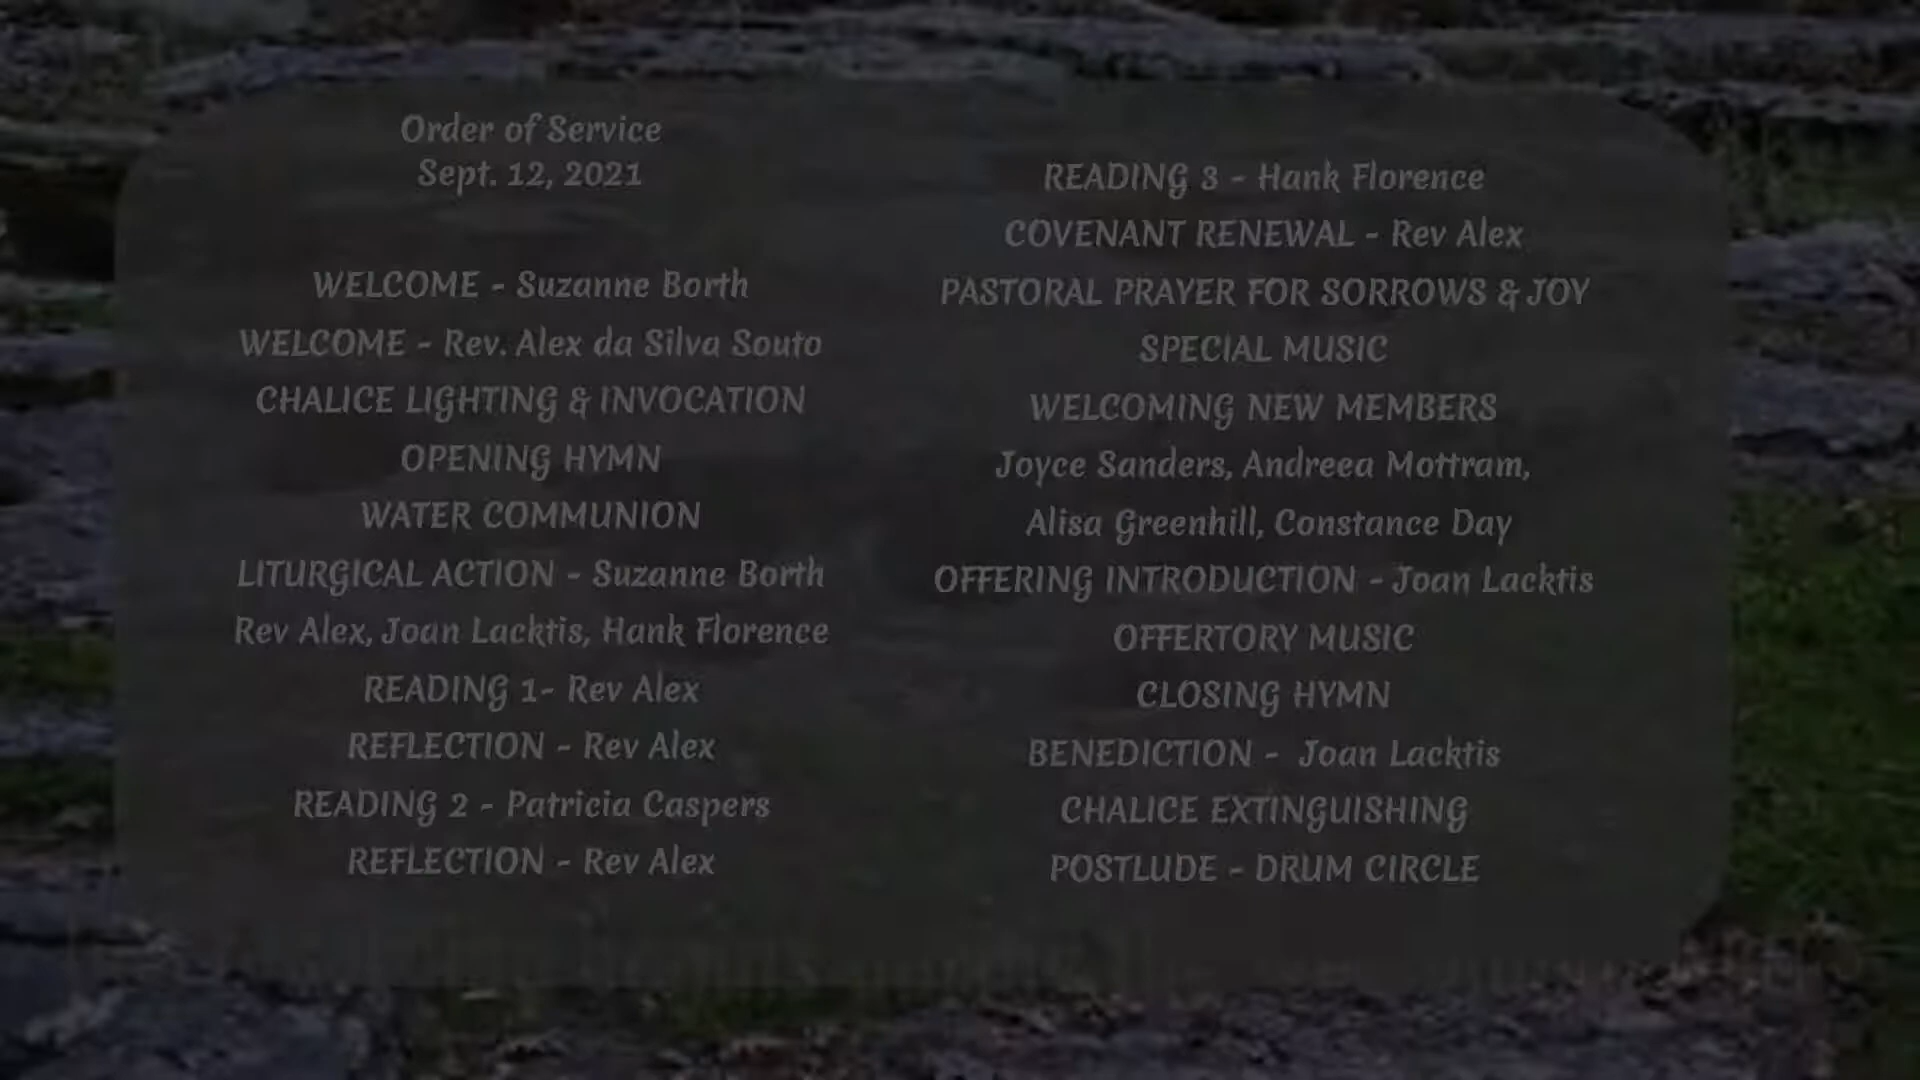 Order of Service
Sept. 12, 2021
WELCOME - Suzanne Borth
WELCOME - Rev. Alex da Silva Souto
CHALICE LIGHTING & INVOCATION
OPENING HYMN
WATER COMMUNION
LITURGICAL ACTION - Suzanne Borth
Rev Alex, Joan Lacktis, Hank Florence
READING 1- Rev Alex
REFLECTION - Rev Alex
READING 2 - Patricia Caspers
REFLECTION - Rev Alex
READING 3 - Hank Florence
COVENANT RENEWAL - Rev Alex
PASTORAL PRAYER FOR SORROWS & JOY
SPECIAL MUSIC
WELCOMING NEW MEMBERS
Joyce Sanders, Andreea Mottram,
Alisa Greenhill, Constance Day
OFFERING INTRODUCTION - Joan Lacktis
OFFERTORY MUSIC
CLOSING HYMN
BENEDICTION - Joan Lacktis
CHALICE EXTINGUISHING
POSTLUDE - DRUM CIRCLE